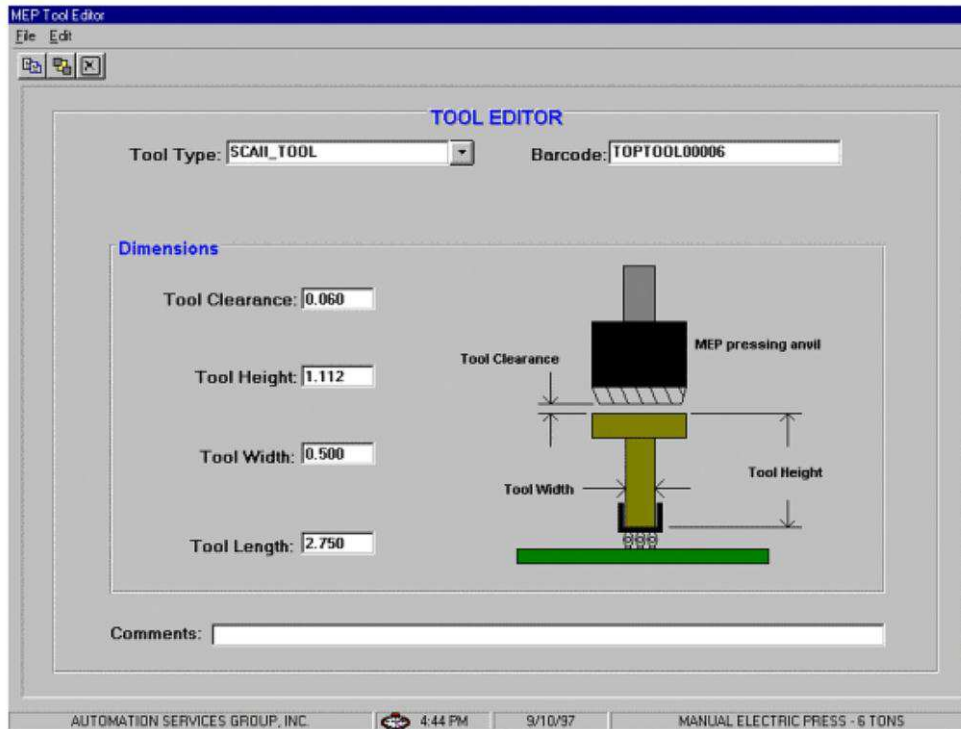 MEP Tool Editor
File Edit
TOOL EDITOR
Tool Type: SCAII_TOOL
Barcode: TOPTOOL00006
Dimensions
Tool Clearance: 0.060
Tool Height: 1.112
Tool Width: 0.500
Tool Length: 2.750
MEP pressing anvil
Tool Clearance
Tool Height
Tool Width
Comments:
AUTOMATION SERVICES GROUP, INC. 4:44 PM 9/10/97 MANUAL ELECTRIC PRESS - 6 TONS